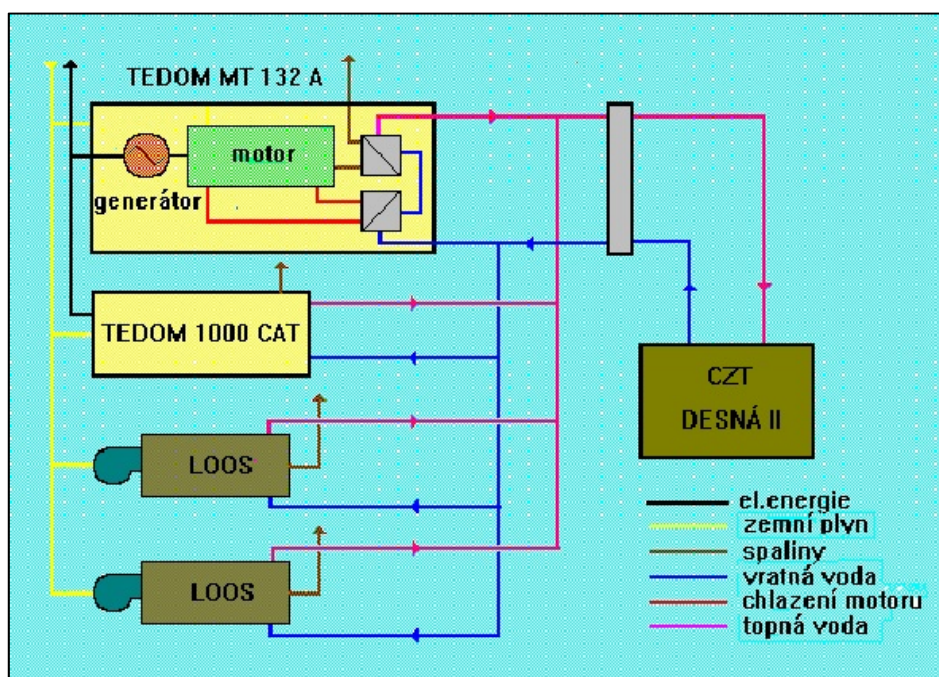 TEDOM MT 132 A
motor
generátor
TEDOM 1000 CAT
CZT
DESNÁ II
LOOS
LOOS
el.energie
zemní plyn
spaliny
vratná voda
chlazení motoru
topná voda